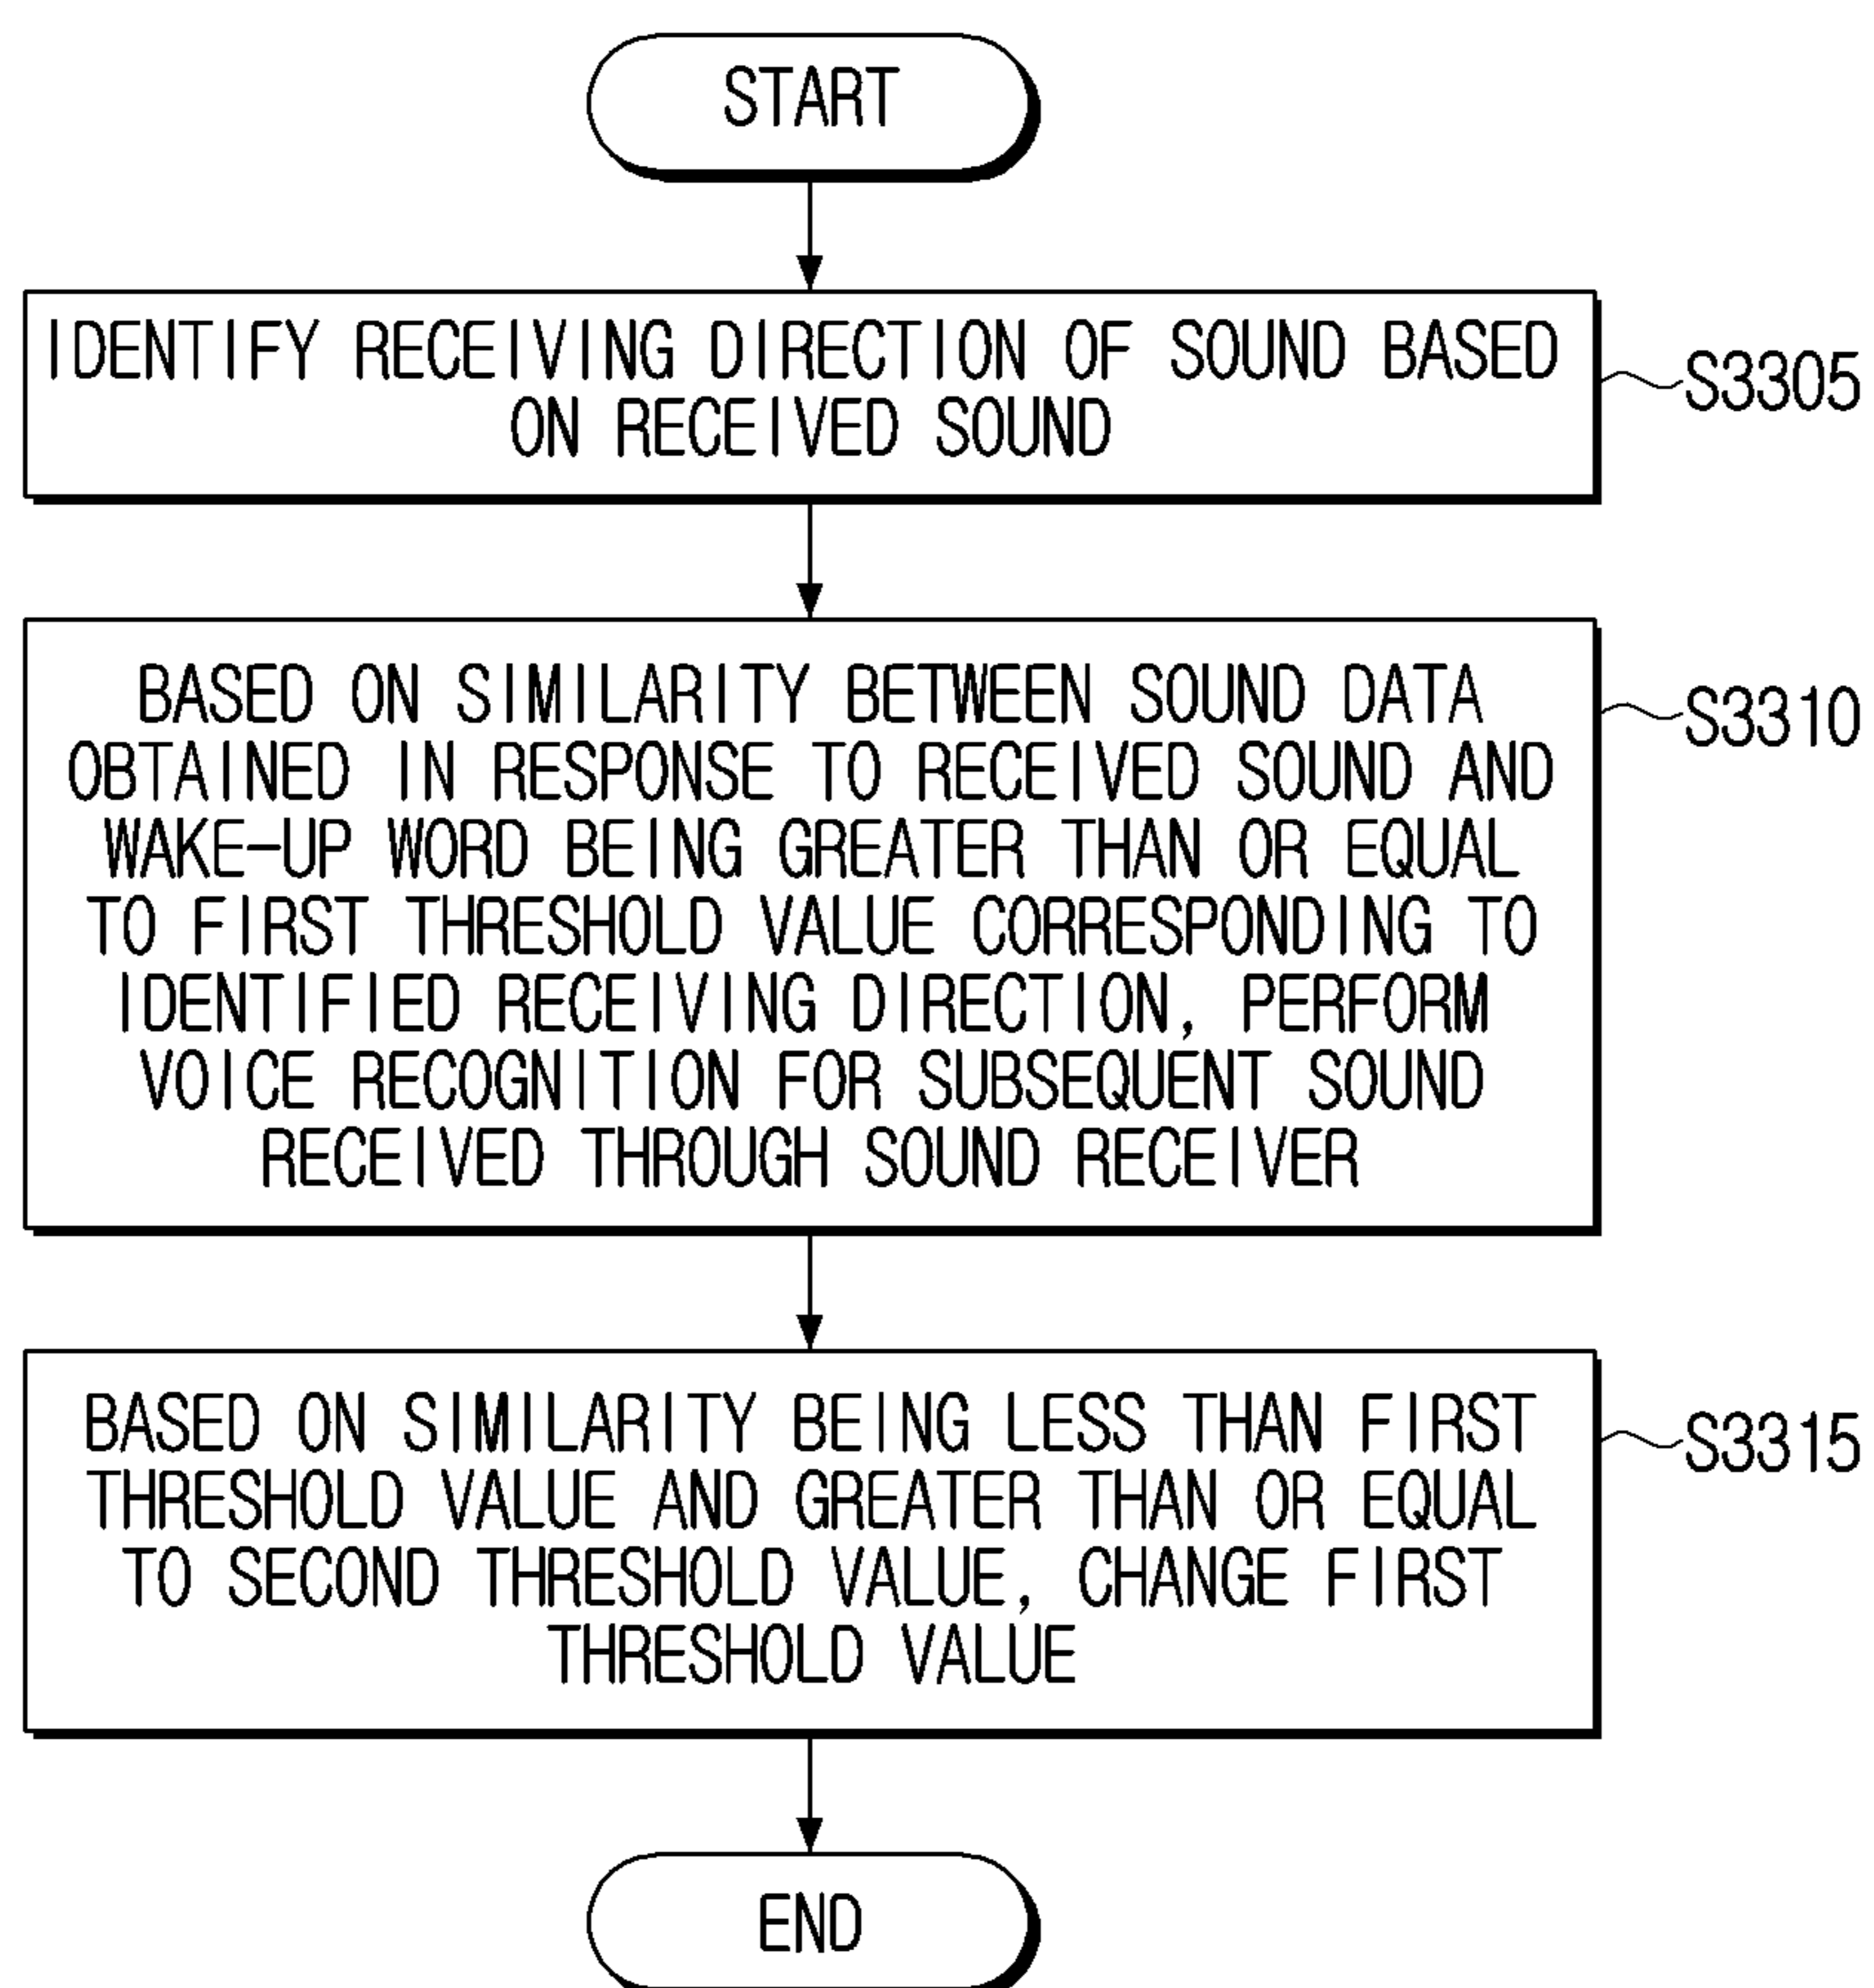 START
IDENTIFY RECEIVING DIRECTION OF SOUND BASED
ON RECEIVED SOUND
S3305
BASED ON SIMILARITY BETWEEN SOUND DATA
OBTAINED IN RESPONSE TO RECEIVED SOUND AND
WAKE-UP WORD BEING GREATER THAN OR EQUAL
TO FIRST THRESHOLD VALUE CORRESPONDING TO
IDENTIFIED RECEIVING DIRECTION, PERFORM
VOICE RECOGNITION FOR SUBSEQUENT SOUND
RECEIVED THROUGH SOUND RECEIVER
S3310
BASED ON SIMILARITY BEING LESS THAN FIRST
THRESHOLD VALUE AND GREATER THAN OR EQUAL
TO SECOND THRESHOLD VALUE, CHANGE FIRST
THRESHOLD VALUE
S3315
END